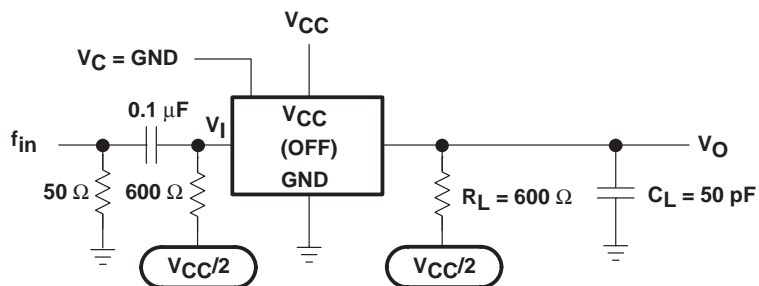 VCC
VC = GND
0.1 μF
VI
VCC
(OFF)
GND
fin
VO
50 Ω
600 Ω
RL = 600 Ω
CL = 50 pF
VCC/2
VCC/2